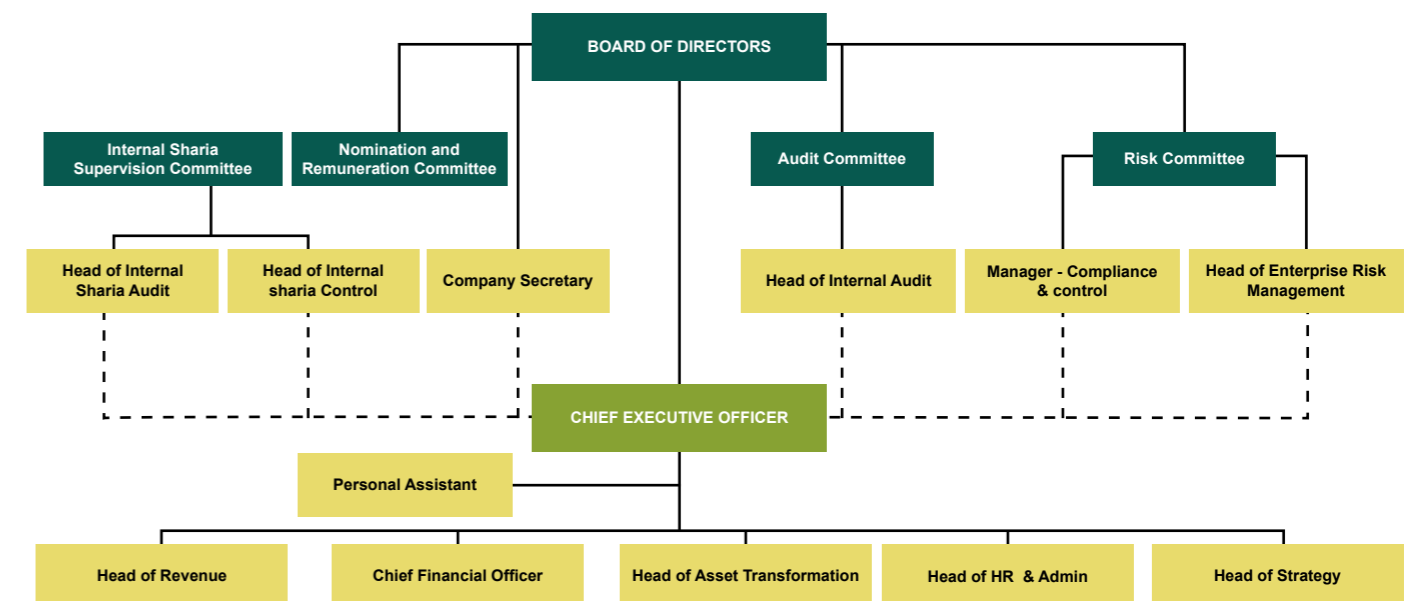 BOARD OF DIRECTORS
Internal Sharia
Supervision Committee
Nomination and
Remuneration Committee
Audit Committee
Risk Committee
Head of Internal
Sharia Audit
Head of Internal
sharia Control
Company Secretary
Head of Internal Audit
Manager - Compliance
& control
Head of Enterprise Risk
Management
CHIEF EXECUTIVE OFFICER
Personal Assistant
Head of Revenue
Chief Financial Officer
Head of Asset Transformation
Head of HR & Admin
Head of Strategy